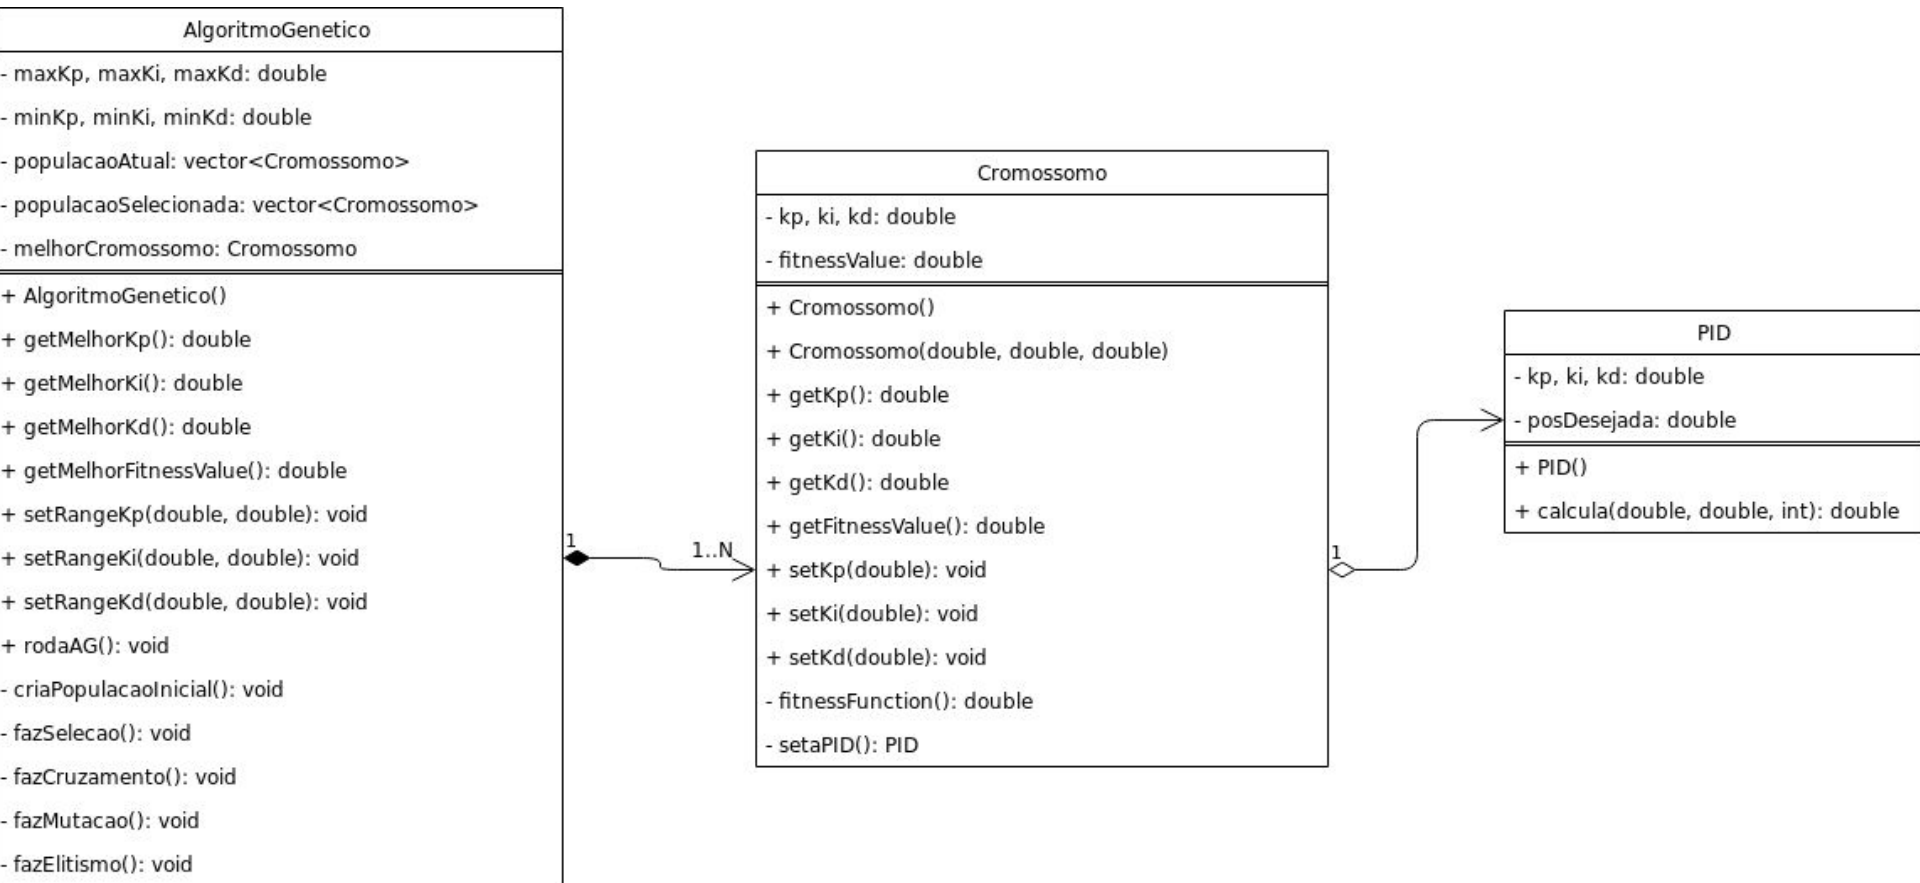 AlgoritmoGenetico
- maxKp, maxKi, maxKd: double
- minKp, minKi, minKd: double
- populacaoAtual: vector<Cromossomo>
- populacaoSelecionada: vector<Cromossomo>
- melhorCromossomo: Cromossomo
+ AlgoritmoGenetico()
+ getMelhorKp(): double
+ getMelhorKi(): double
+ getMelhorKd(): double
+ getMelhorFitnessValue(): double
+ setRangeKp(double, double): void
+ setRangeKi(double, double): void
+ setRangeKd(double, double): void
+ rodaAG(): void
- criaPopulacaoInicial(): void
- fazSelecao(): void
- fazCruzamento(): void
- fazMutacao(): void
- fazElitismo(): void
1
1..N
Cromossomo
- kp, ki, kd: double
- fitnessValue: double
+ Cromossomo()
+ Cromossomo(double, double, double)
+ getKp(): double
+ getKi(): double
+ getKd(): double
+ getFitnessValue(): double
+ setKp(double): void
+ setKi(double): void
+ setKd(double): void
- fitnessFunction(): double
- setaPID(): PID
1
PID
- kp, ki, kd: double
- posDesejada: double
+ PID()
+ calcula(double, double, int): double